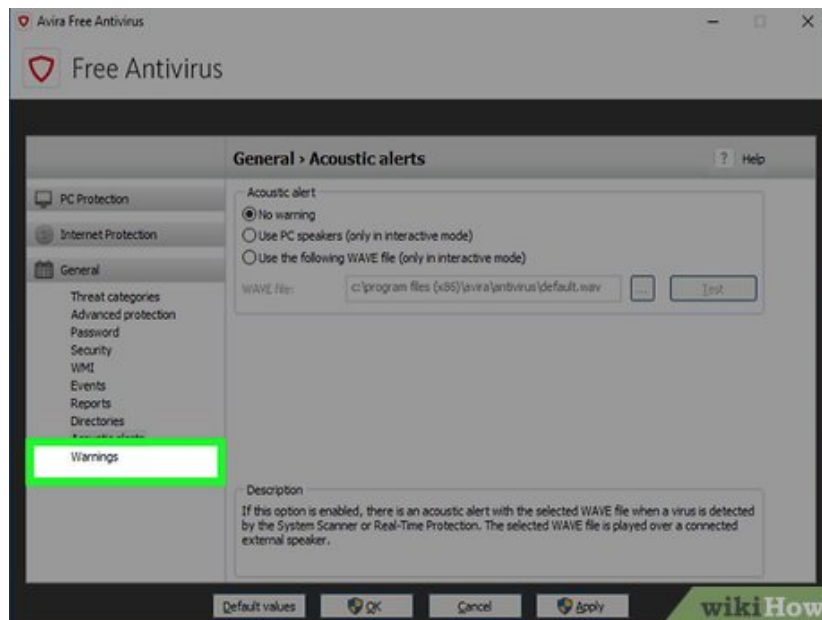 Avira Free Antivirus
Free Antivirus
General › Acoustic alerts
? Help
PC Protection
Internet Protection
General
Threat categories
Advanced protection
Password
Security
WMI
Events
Reports
Directories
Acoustic alerts
Warnings
Acoustic alert
No warning
Use PC speakers (only in interactive mode)
Use the following WAVE file (only in interactive mode)
WAVE file: c:\program files (x86)\avira\antivirus\default.wav ... Test
Description
If this option is enabled, there is an acoustic alert with the selected WAVE file when a virus is detected
by the System Scanner or Real-Time Protection. The selected WAVE file is played over a connected
external speaker.
Default values OK Cancel Apply
wikiHow